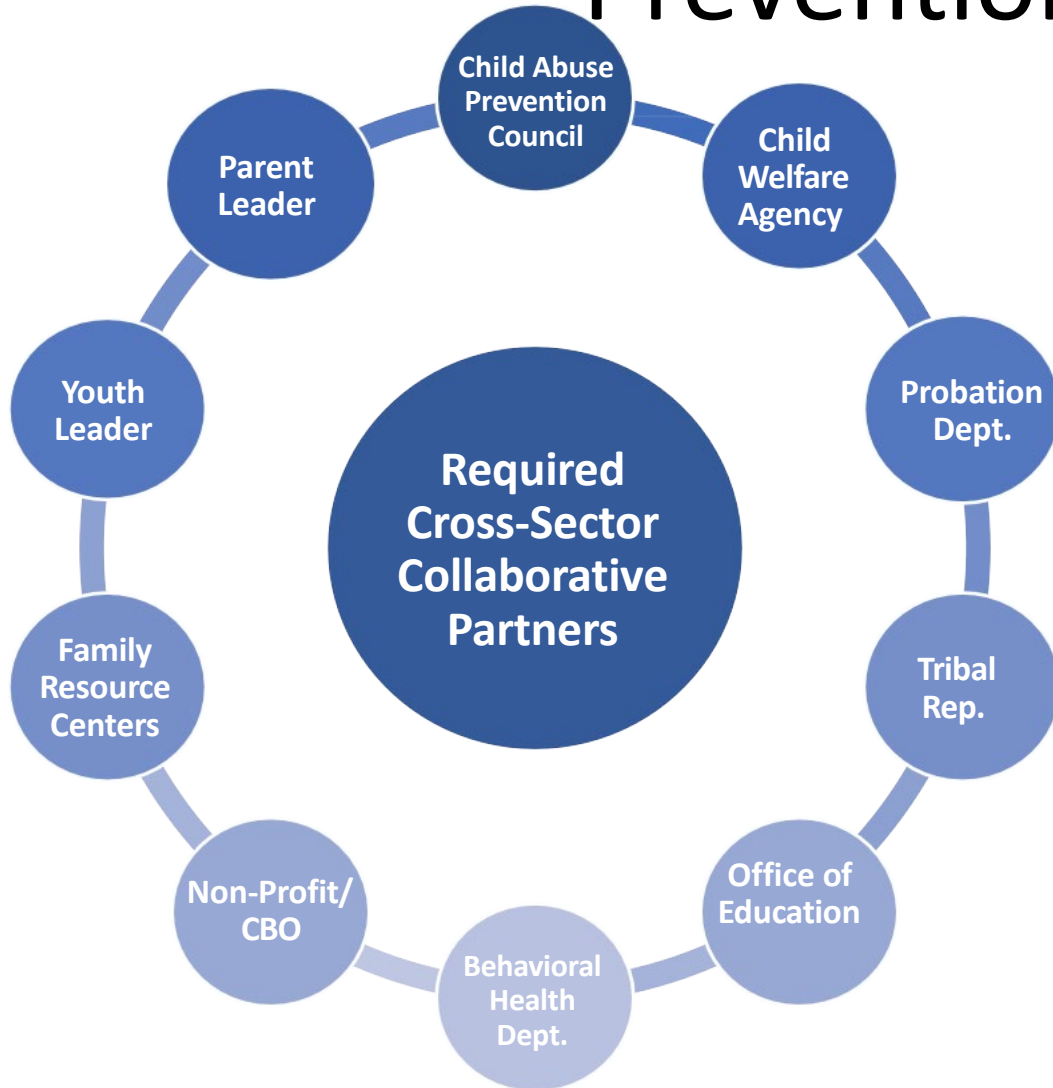 Prevention
Child Abuse
Prevention
Council
Child
Welfare
Agency
Probation
Dept.
Tribal
Rep.
Office of
Education
Behavioral
Health
Dept.
Non-Profit/
CBO
Family
Resource
Centers
Youth
Leader
Parent
Leader
Required
Cross-Sector
Collaborative
Partners